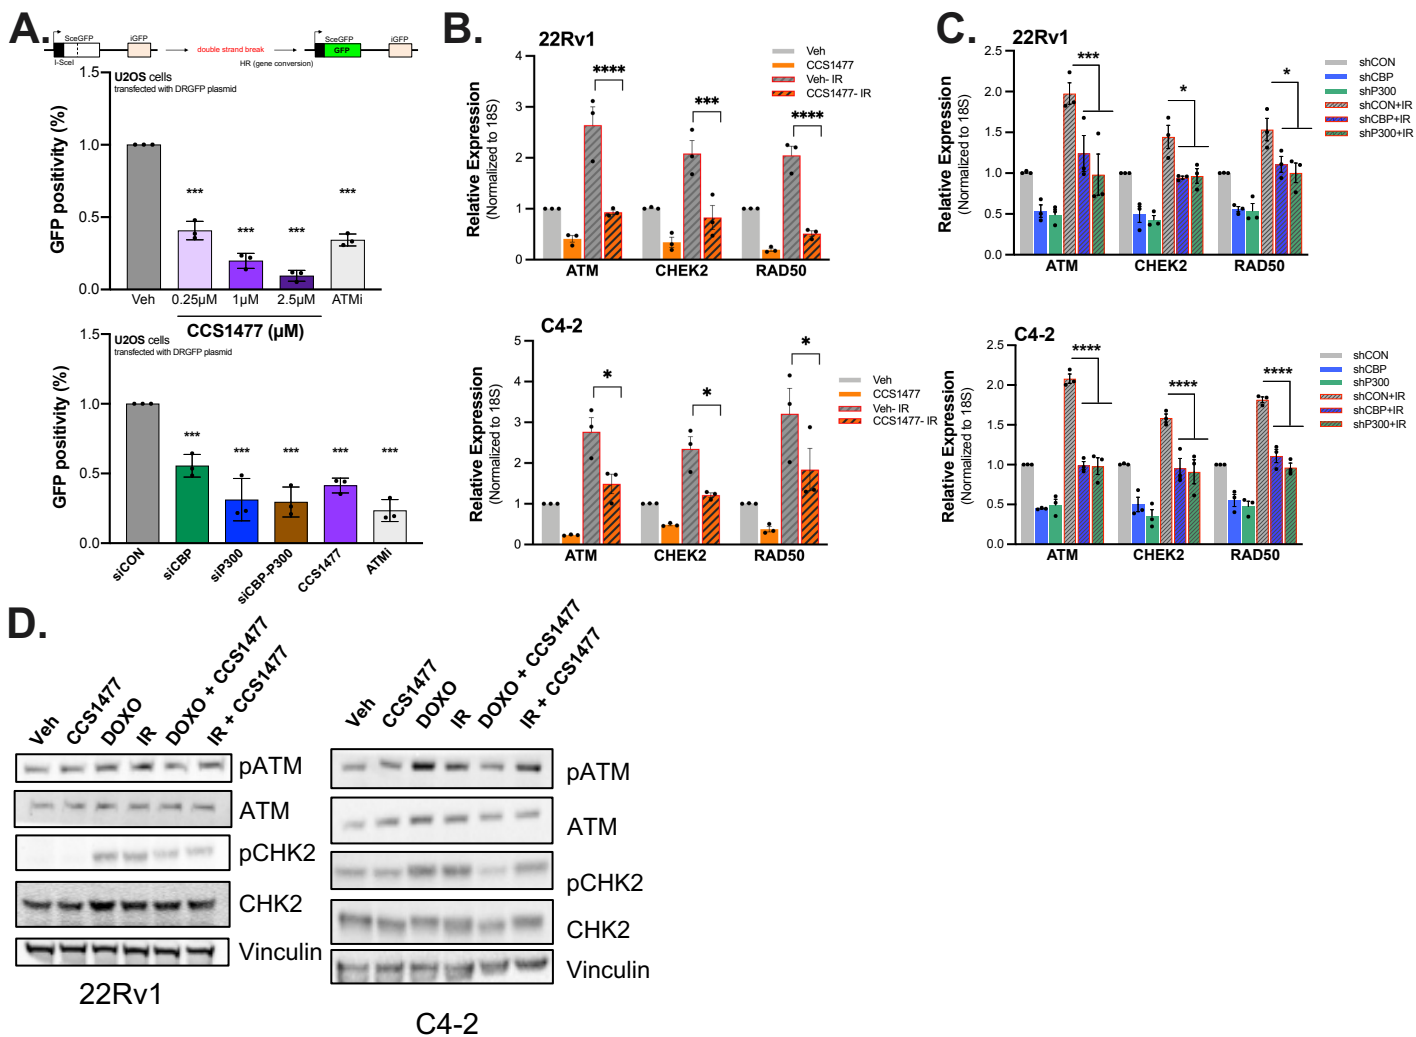 A.
SceGFP
iGFP
I-SceI
double strand break
HR (gene conversion)
SceGFP
GFP
iGFP
U2OS cells
transfected with DRGFP plasmid
GFP positivity (%)
1.5
1.0
0.5
0.0
***
***
***
***
Veh
0.25µM
1µM
2.5µM
ATMi
CCS1477 (µM)
U2OS cells
transfected with DRGFP plasmid
GFP positivity (%)
1.5
1.0
0.5
0.0
***
***
***
***
***
siCON
siCBP
siP300
siCBP-P300
CCS1477
ATMi
B.
22Rv1
Relative Expression
(Normalized to 18S)
4
3
2
1
0
****
***
****
ATM
CHEK2
RAD50
Veh
CCS1477
Veh- IR
CCS1477- IR
C4-2
Relative Expression
(Normalized to 18S)
5
4
3
2
1
0
*
*
*
ATM
CHEK2
RAD50
Veh
CCS1477
Veh- IR
CCS1477- IR
C.
22Rv1
Relative Expression
(Normalized to 18S)
2.5
2.0
1.5
1.0
0.5
0.0
***
*
*
ATM
CHEK2
RAD50
shCON
shCBP
shP300
shCON+IR
shCBP+IR
shP300+IR
C4-2
Relative Expression
(Normalized to 18S)
2.5
2.0
1.5
1.0
0.5
0.0
****
****
****
ATM
CHEK2
RAD50
shCON
shCBP
shP300
shCON+IR
shCBP+IR
shP300+IR
D.
Veh
CCS1477
DOXO
IR
DOXO + CCS1477
IR + CCS1477
pATM
ATM
pCHK2
CHK2
Vinculin
22Rv1
Veh
CCS1477
DOXO
IR
DOXO + CCS1477
IR + CCS1477
pATM
ATM
pCHK2
CHK2
Vinculin
C4-2